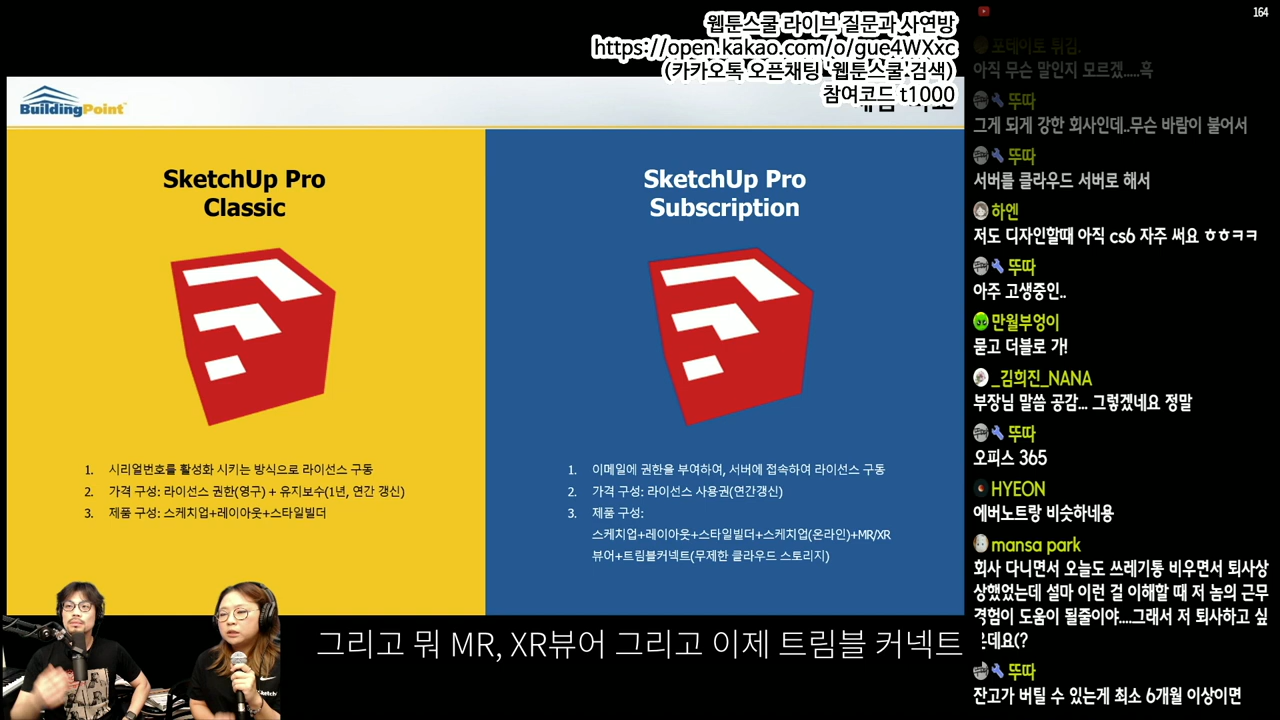 웹툰스쿨 라이브 질문과 사연방
https://open.kakao.com/o/gue4WXxc
(카카오톡 오픈채팅 '웹툰스쿨'검색)
참여코드 t1000
BuildingPoint
SketchUp Pro
Classic
1. 시리얼번호를 활성화 시키는 방식으로 라이선스 구동
2. 가격 구성: 라이선스 권한(영구) + 유지보수(1년, 연간 갱신)
3. 제품 구성: 스케치업+레이아웃+스타일빌더
SketchUp Pro
Subscription
1. 이메일에 권한을 부여하여, 서버에 접속하여 라이선스 구동
2. 가격 구성: 라이선스 사용권(연간갱신)
3. 제품 구성:
스케치업+레이아웃+스타일빌더+스케치업(온라인)+MR/XR
뷰어+트림블커넥트(무제한 클라우드 스토리지)
그리고 뭐 MR, XR뷰어 그리고 이제 트림블 커넥트
164
포테이토 튀김.
아직 무슨 말인지 모르겠.....흑
뚜따
그게 되게 강한 회사인데..무슨 바람이 불어서
뚜따
서버를 클라우드 서버로 해서
하엔
저도 디자인할때 아직 cs6 자주 써요 ㅎㅎㅋㅋ
뚜따
아주 고생중인..
만월부엉이
묻고 더블로 가!
_김희진_NANA
부장님 말씀 공감... 그렇겠네요 정말
뚜따
오피스 365
HYEON
에버노트랑 비슷하네용
mansa park
회사 다니면서 오늘도 쓰레기통 비우면서 퇴사상
상했었는데 설마 이런 걸 이해할 때 저 놈의 근무
경험이 도움이 될줄이야....그래서 저 퇴사하고 싶
은데요(?
뚜따
잔고가 버틸 수 있는게 최소 6개월 이상이면